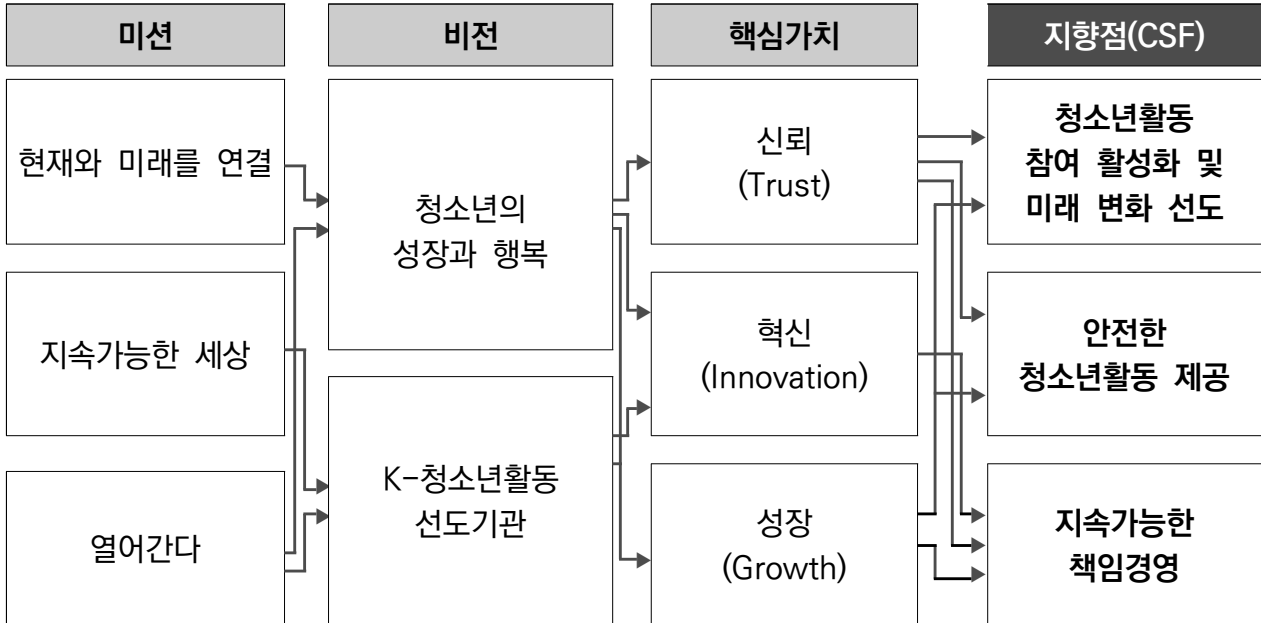 미션
비전
핵심가치
지향점(CSF)
현재와 미래를 연결
지속가능한 세상
열어간다
청소년의
성장과 행복
K-청소년활동
선도기관
신뢰
(Trust)
혁신
(Innovation)
성장
(Growth)
청소년활동
참여 활성화 및
미래 변화 선도
안전한
청소년활동 제공
지속가능한
책임경영